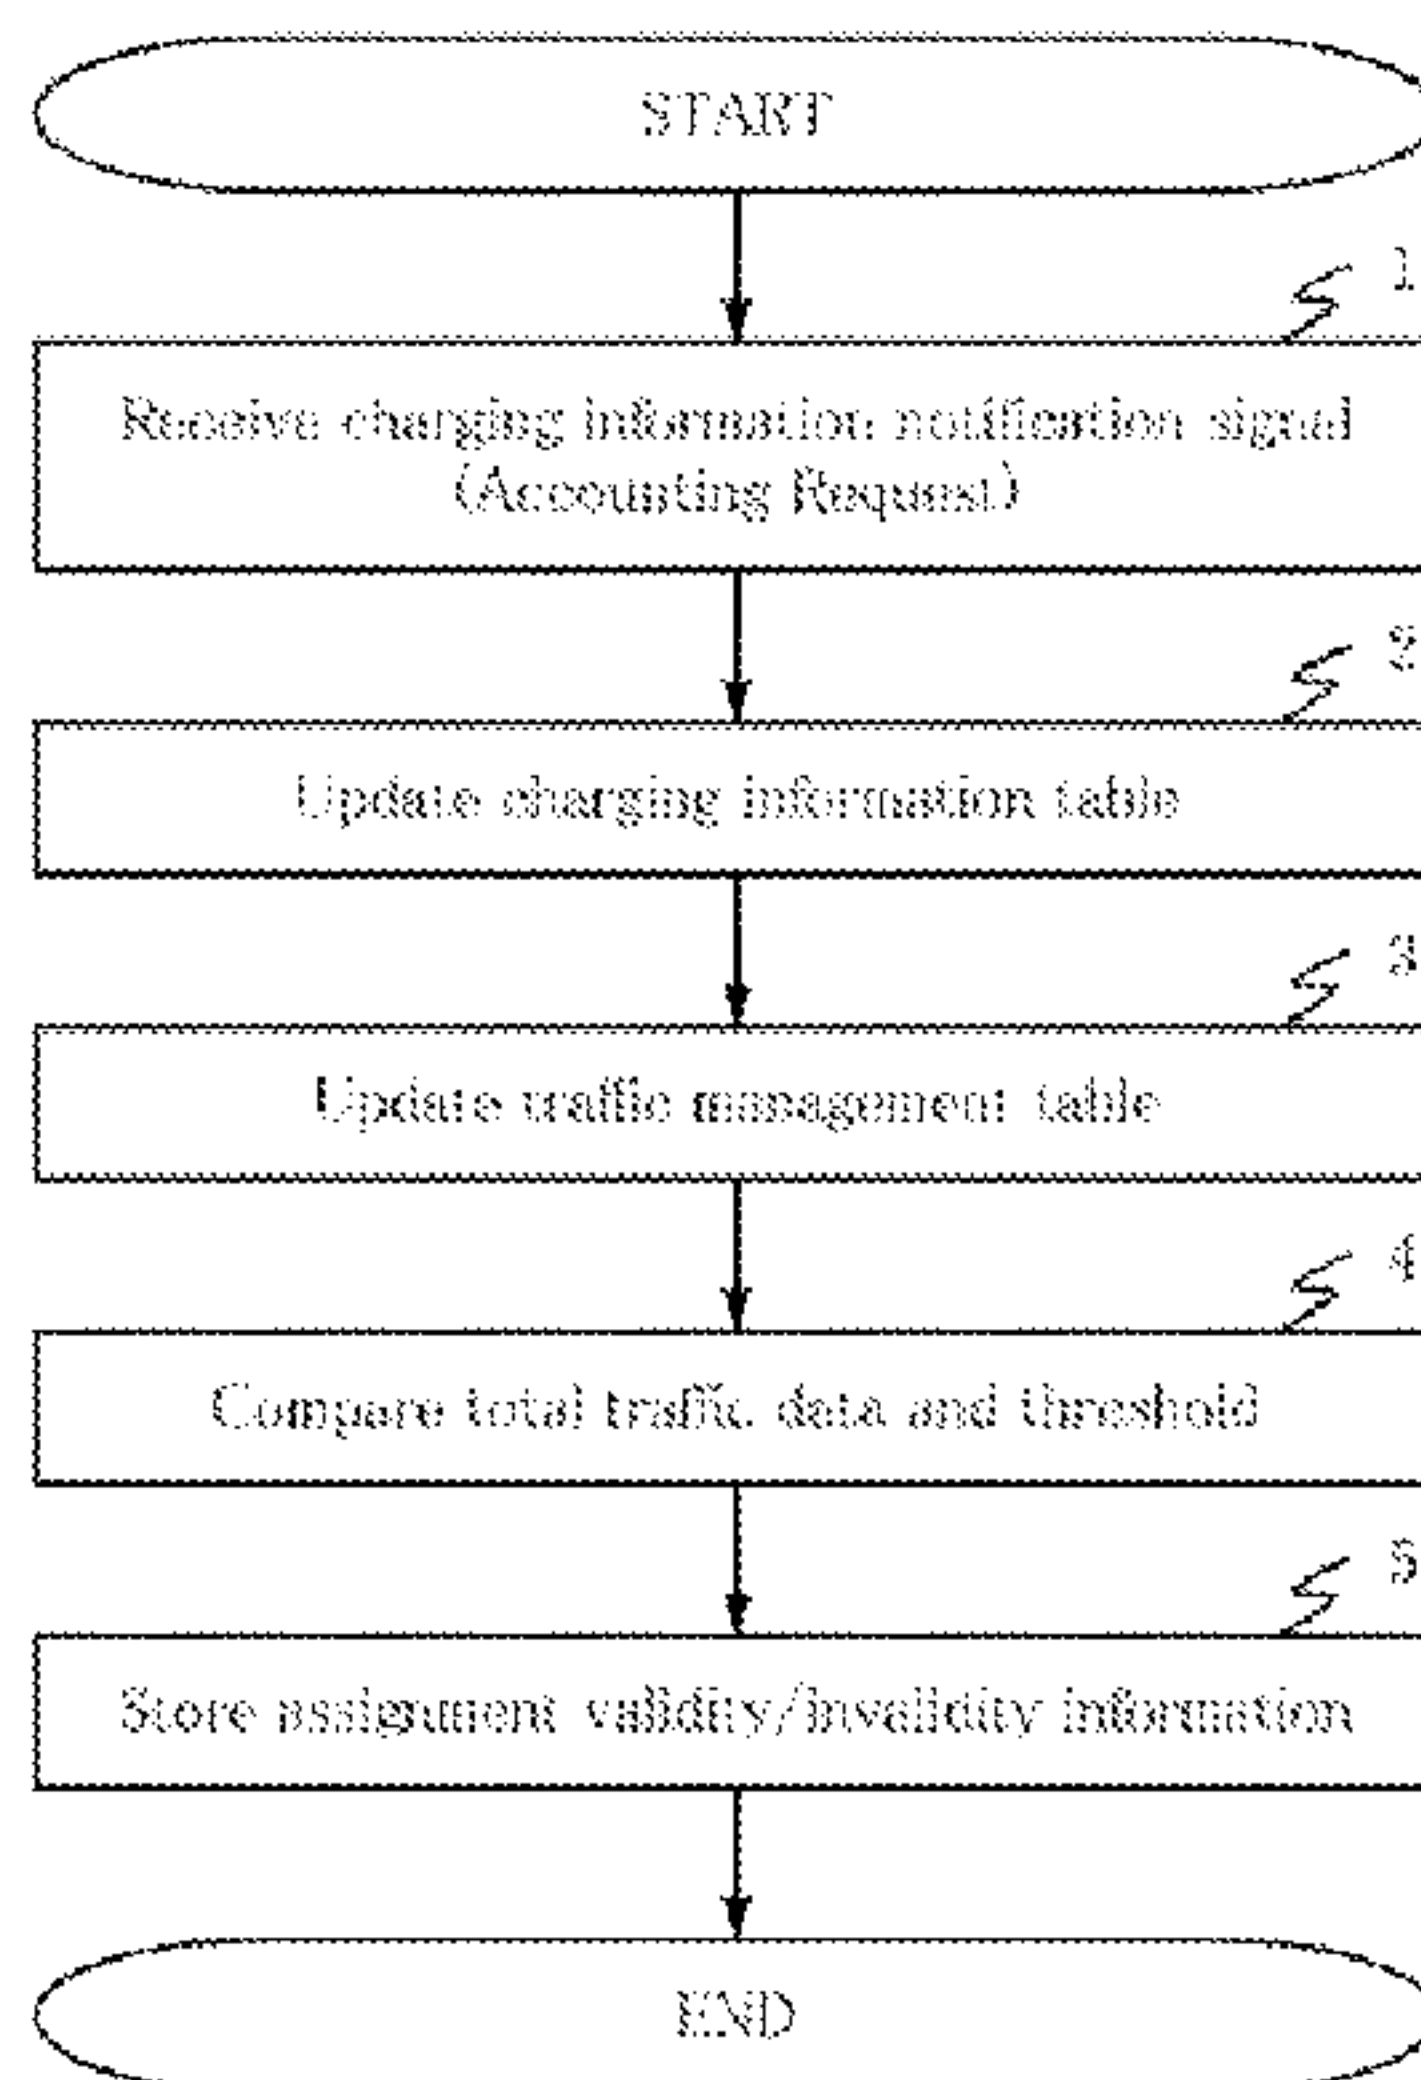 START
1
Receive charging information notification signal
(Accounting Request)
2
Update charging information table
3
Update traffic management table
4
Compare total traffic data and threshold
5
Store assignment validity/invalidity information
END